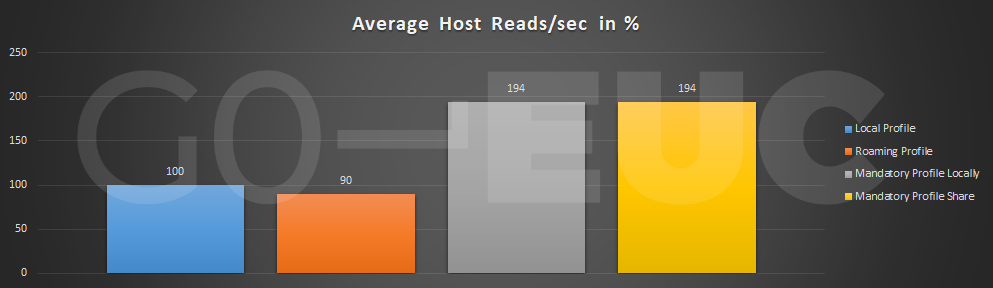 Average Host Reads/sec in %
250
200
150
100
50
0
100
90
194
194
Local Profile
Roaming Profile
Mandatory Profile Locally
Mandatory Profile Share
GO-EUC